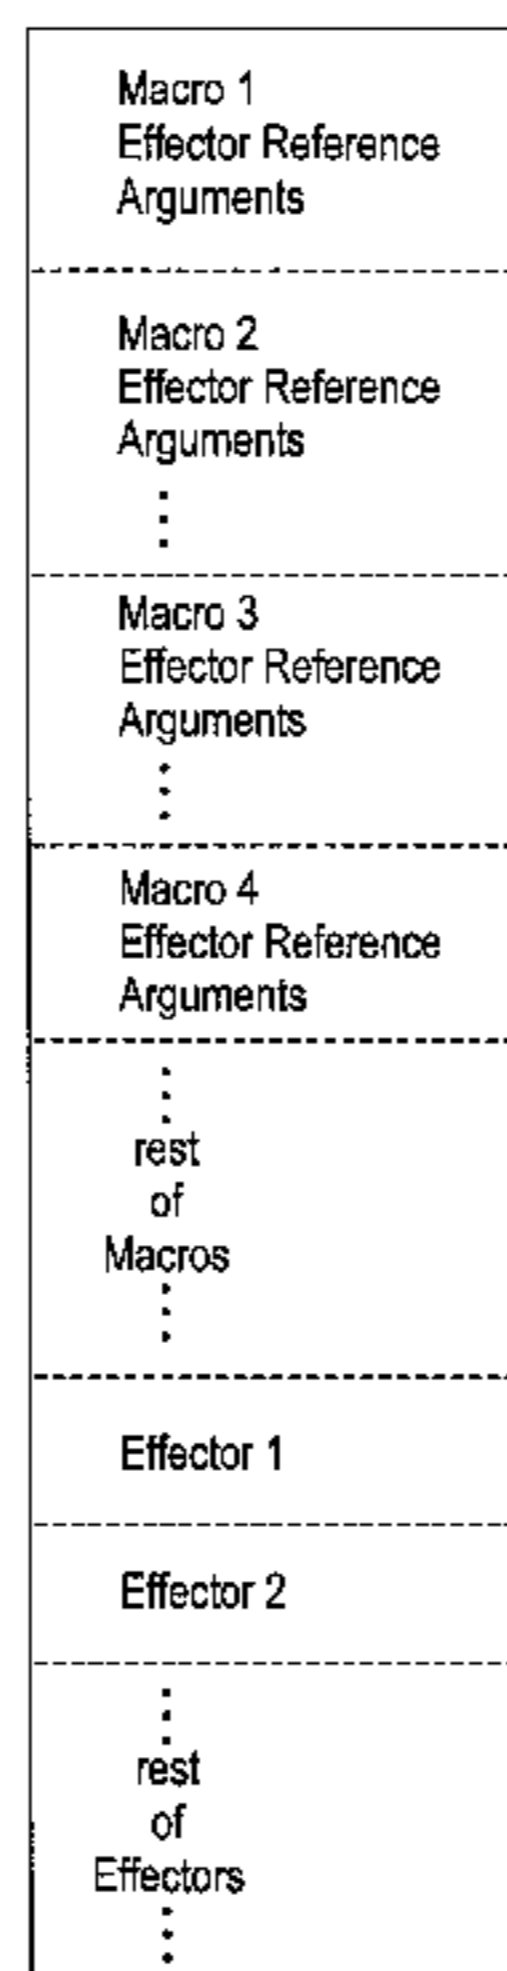 Macro 1
Effector Reference
Arguments
Macro 2
Effector Reference
Arguments
Macro 3
Effector Reference
Arguments
Macro 4
Effector Reference
Arguments
rest
of
Macros
Effector 1
Effector 2
rest
of
Effectors